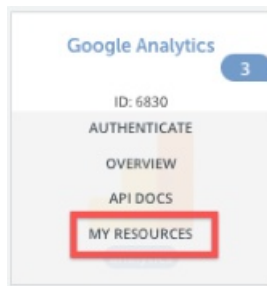 Google Analytics
3
ID: 6830
AUTHENTICATE
OVERVIEW
API DOCS
MY RESOURCES